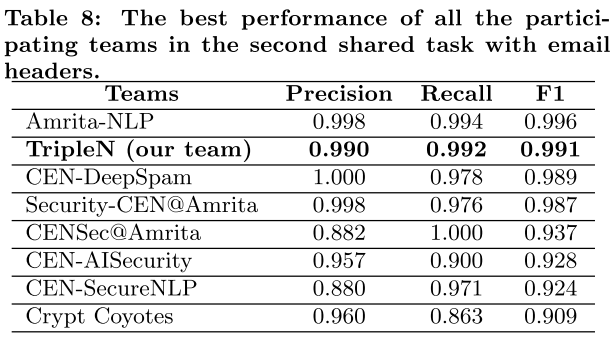 Table 8: The best performance of all the partici-
pating teams in the second shared task with email
headers.
Teams Precision Recall F1
Amrita-NLP 0.998 0.994 0.996
TripleN (our team) 0.990 0.992 0.991
CEN-DeepSpam 1.000 0.978 0.989
Security-CEN@Amrita 0.998 0.976 0.987
CENSec@Amrita 0.882 1.000 0.937
CEN-AISecurity 0.957 0.900 0.928
CEN-SecureNLP 0.880 0.971 0.924
Crypt Coyotes 0.960 0.863 0.909